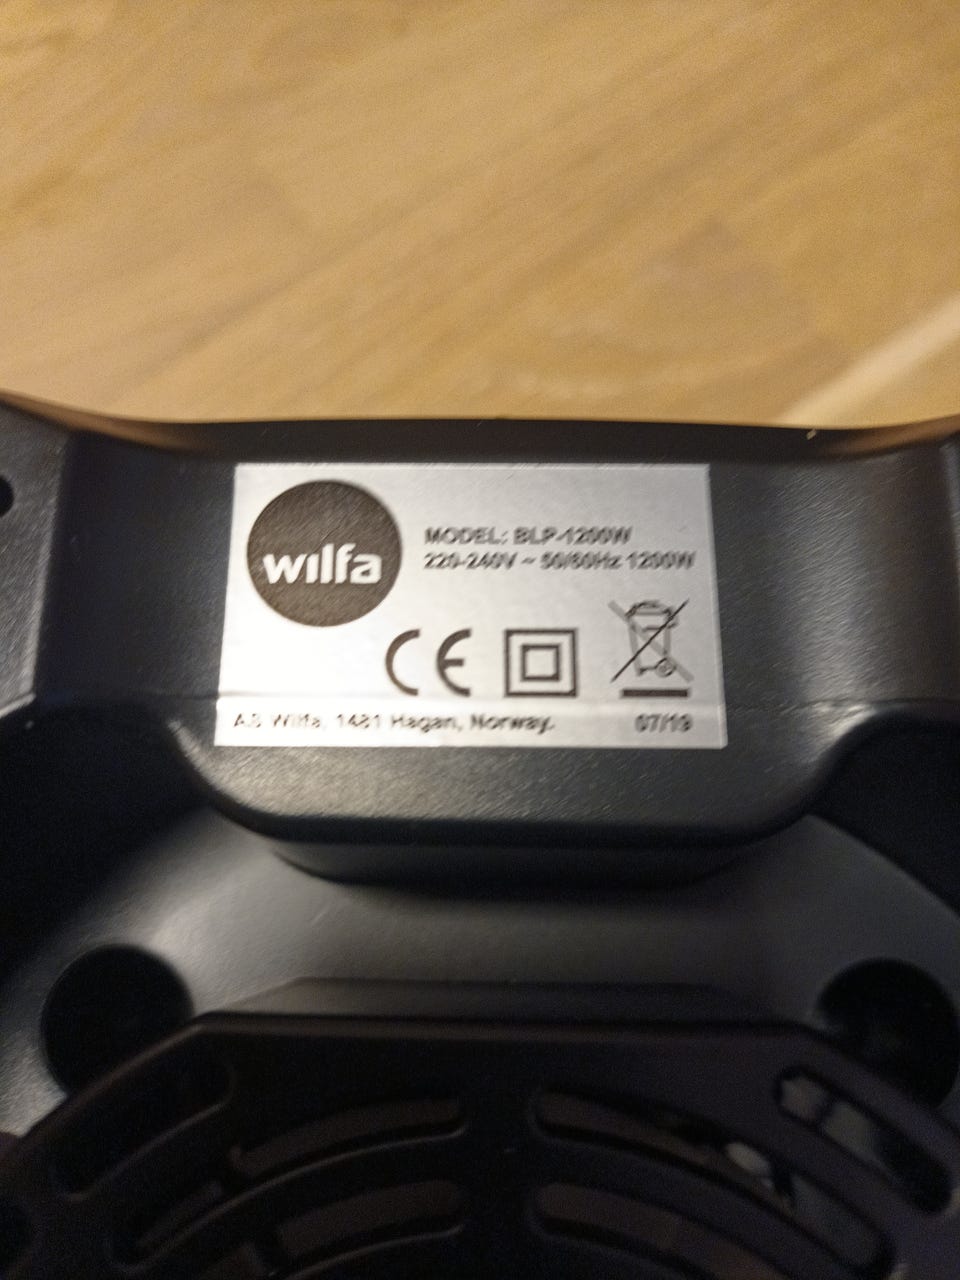 wilfa
MODEL: BLP-1200W
220-240V ~ 50/60Hz 1200W
CE
AS Wilfa, 1481 Hagan, Norway.
07/19